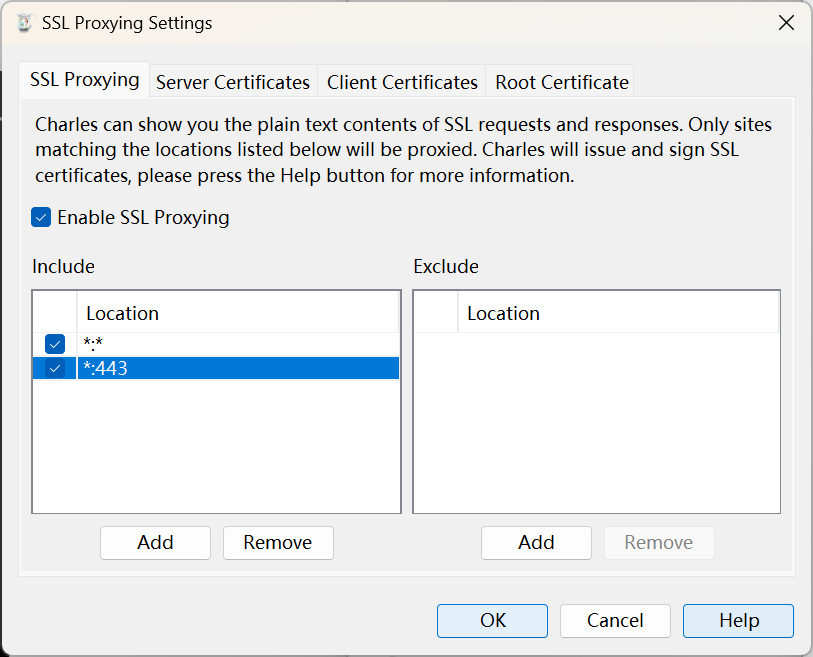 SSL Proxying Settings
SSL Proxying
Server Certificates
Client Certificates
Root Certificate
Charles can show you the plain text contents of SSL requests and responses. Only sites
matching the locations listed below will be proxied. Charles will issue and sign SSL
certificates, please press the Help button for more information.
Enable SSL Proxying
Include
Exclude
Location
Location
*:*
*:443
Add
Remove
Add
Remove
OK
Cancel
Help